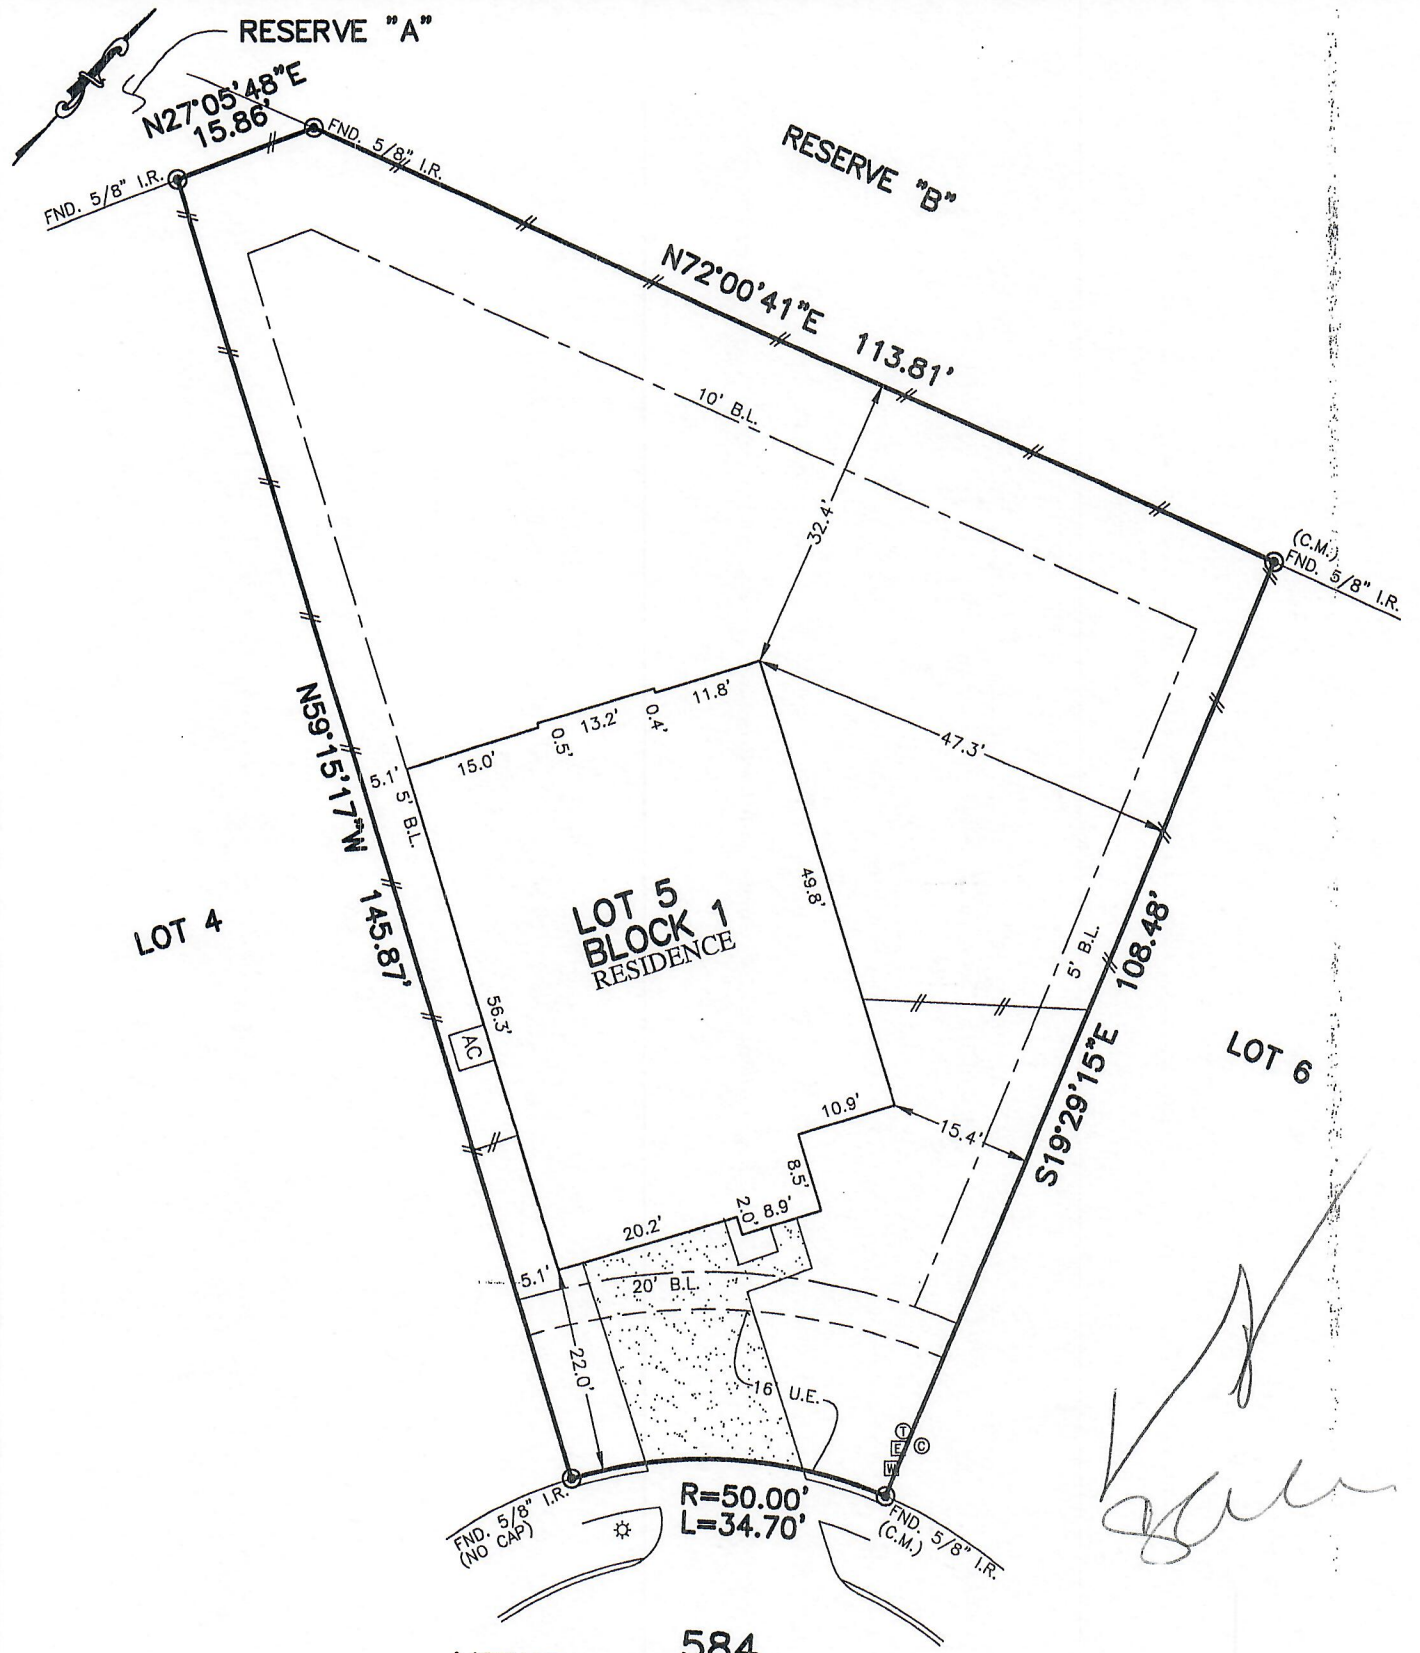 RESERVE "A"
N27°05'48"E
15.86'
FND. 5/8" I.R.
FND. 5/8" I.R.
RESERVE "B"
N72°00'41"E 113.81'
10' B.L.
32.4'
(C.M.)
FND. 5/8" I.R.
47.3'
11.8'
0.4'
13.2'
0.5'
15.0'
5.1'
5' B.L.
N59°15'17"W 145.87'
49.8'
LOT 5
BLOCK 1
RESIDENCE
LOT 4
56.3'
AC
5' B.L.
S19°29'15"E 108.48'
LOT 6
10.9'
15.4'
8.5'
8.9'
2.0'
20.2'
5.1'
20' B.L.
22.0'
16' U.E.
T
E
C
W
R=50.00'
L=34.70'
FND. 5/8" I.R.
(NO CAP)
FND. 5/8" I.R.
(C.M.)
584